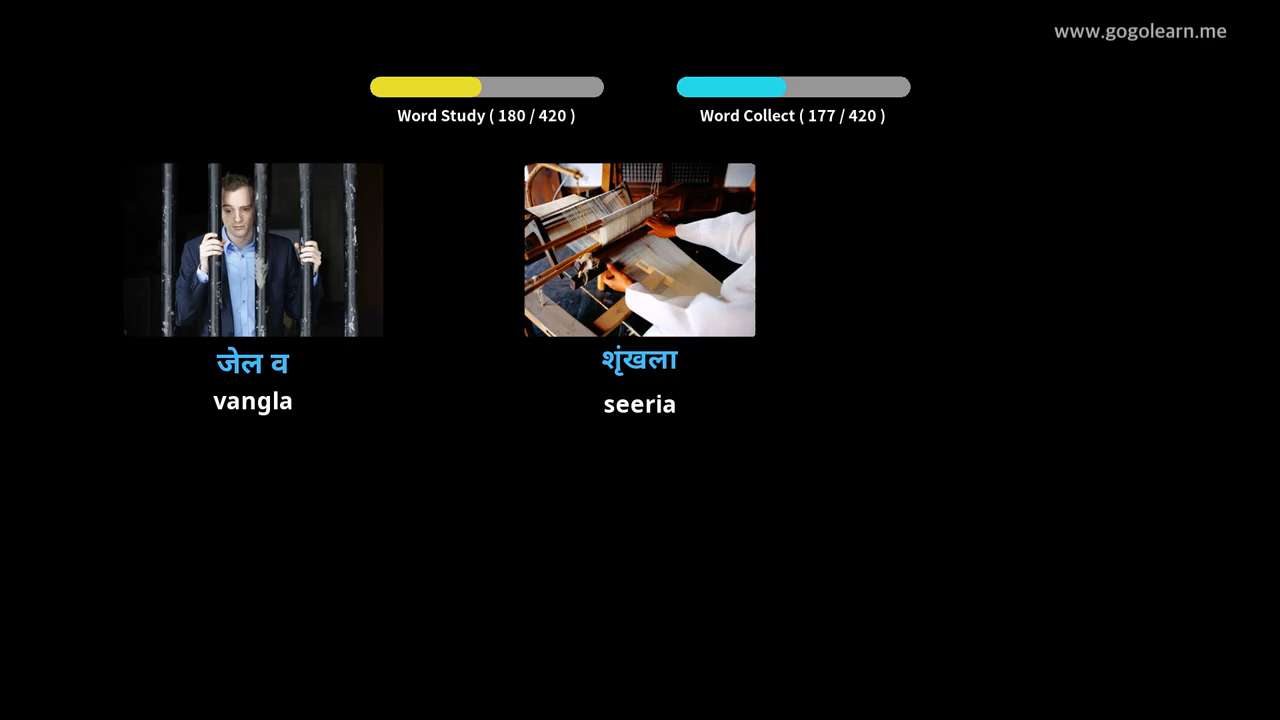 www.gogolearn.me
Word Study ( 180 / 420 )
Word Collect ( 177 / 420 )
जेल व
vangla
शृंखला
seeria